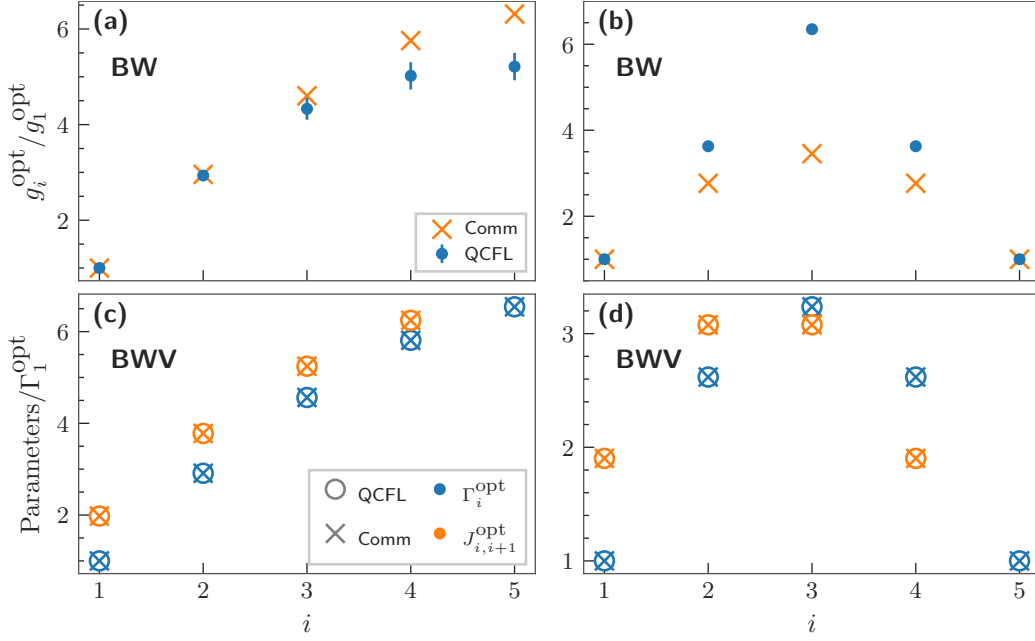 (a)
BW
6
4
2
g_i^opt/g_1^opt
Comm
QCFL
(b)
BW
6
4
2
(c)
BWV
6
4
2
Parameters/Γ_1^opt
QCFL
Γ_i^opt
Comm
J_{i,i+1}^opt
1 2 3 4 5
i
(d)
BWV
3
2
1
1 2 3 4 5
i